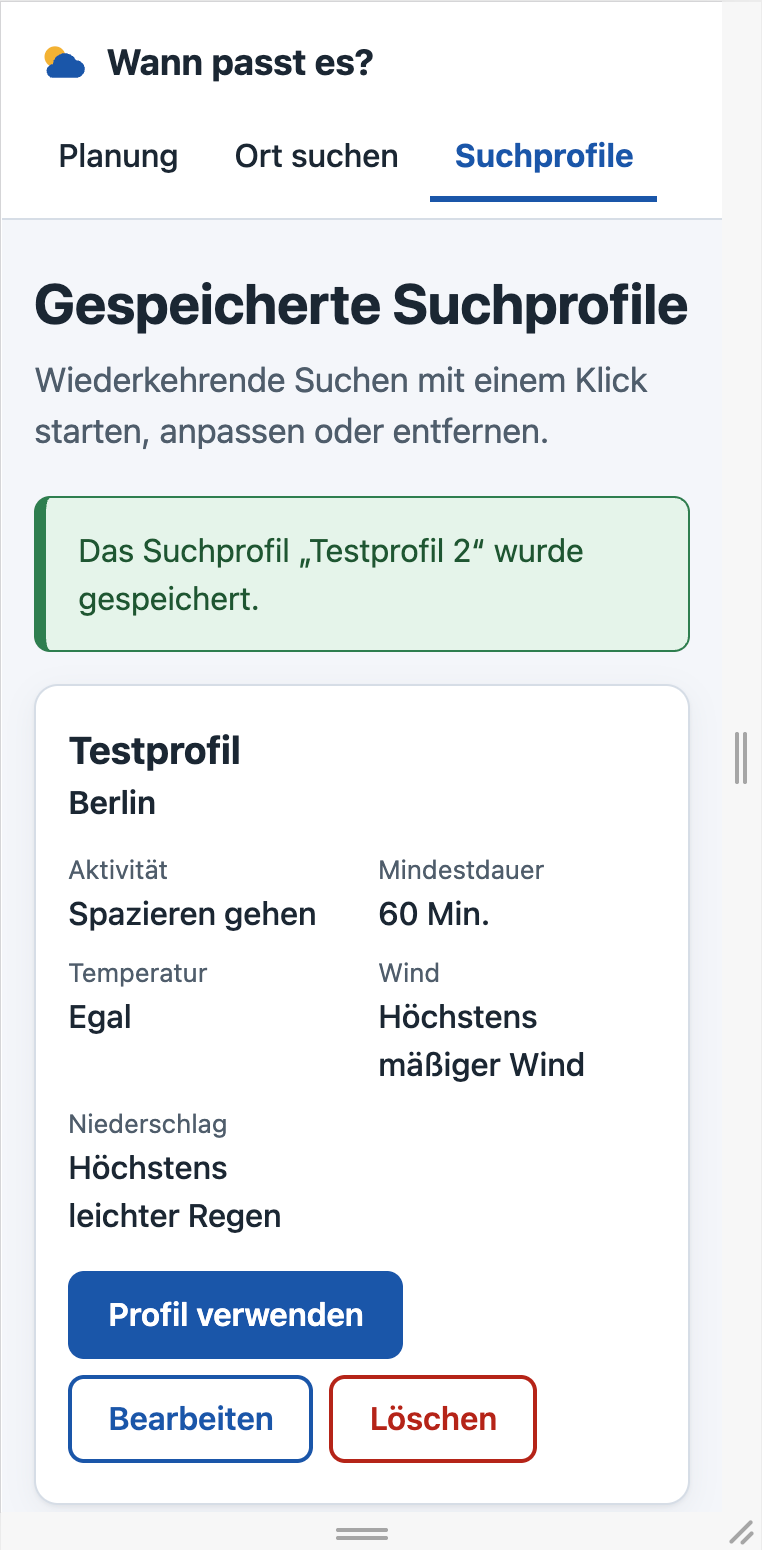 Wann passt es?
Planung Ort suchen Suchprofile
Gespeicherte Suchprofile
Wiederkehrende Suchen mit einem Klick
starten, anpassen oder entfernen.
Das Suchprofil „Testprofil 2“ wurde
gespeichert.
Testprofil
Berlin
Aktivität Mindestdauer
Spazieren gehen 60 Min.
Temperatur Wind
Egal Höchstens
mäßiger Wind
Niederschlag
Höchstens
leichter Regen
Profil verwenden
Bearbeiten Löschen